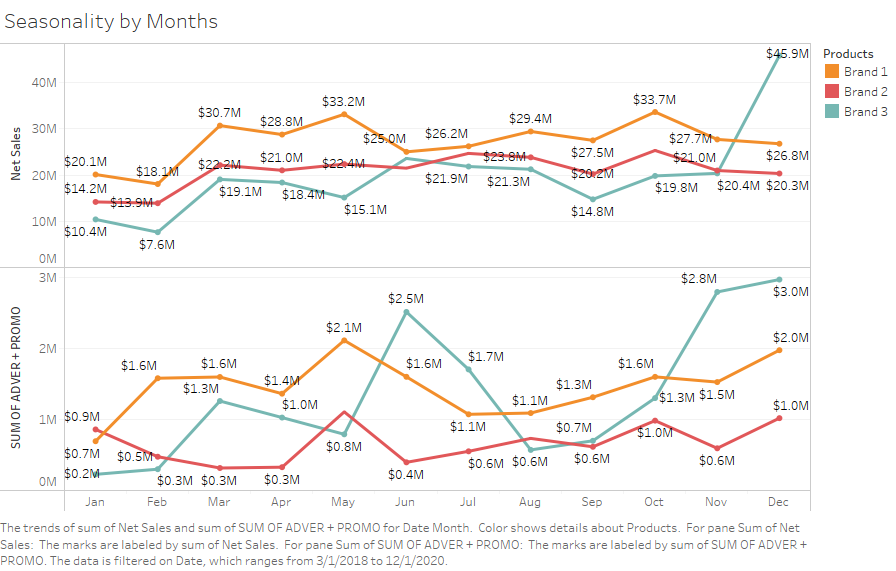 Seasonality by Months
Products
Brand 1
Brand 2
Brand 3
Net Sales
40M
30M
20M
10M
0M
$20.1M $18.1M $30.7M $28.8M $33.2M $25.0M $26.2M $29.4M $27.5M $33.7M $27.7M $26.8M
$14.2M $13.9M $22.2M $21.0M $22.4M $23.8M $20.2M $21.0M $20.3M
$10.4M $7.6M $19.1M $18.4M $15.1M $21.9M $21.3M $14.8M $19.8M $20.4M $45.9M
SUM OF ADVER + PROMO
3M
2M
1M
0M
$0.7M $1.6M $1.6M $1.4M $2.1M $1.6M $1.1M $1.1M $1.3M $1.6M $1.5M $2.0M
$0.9M $0.5M $0.3M $0.3M $0.4M $0.6M $0.6M $1.0M $0.6M $1.0M
$0.2M $0.3M $1.3M $1.0M $0.8M $2.5M $1.7M $0.6M $0.7M $1.3M $2.8M $3.0M
Jan Feb Mar Apr May Jun Jul Aug Sep Oct Nov Dec
The trends of sum of Net Sales and sum of SUM OF ADVER + PROMO for Date Month. Color shows details about Products. For pane Sum of Net
Sales: The marks are labeled by sum of Net Sales. For pane Sum of SUM OF ADVER + PROMO: The marks are labeled by sum of SUM OF ADVER +
PROMO. The data is filtered on Date, which ranges from 3/1/2018 to 12/1/2020.